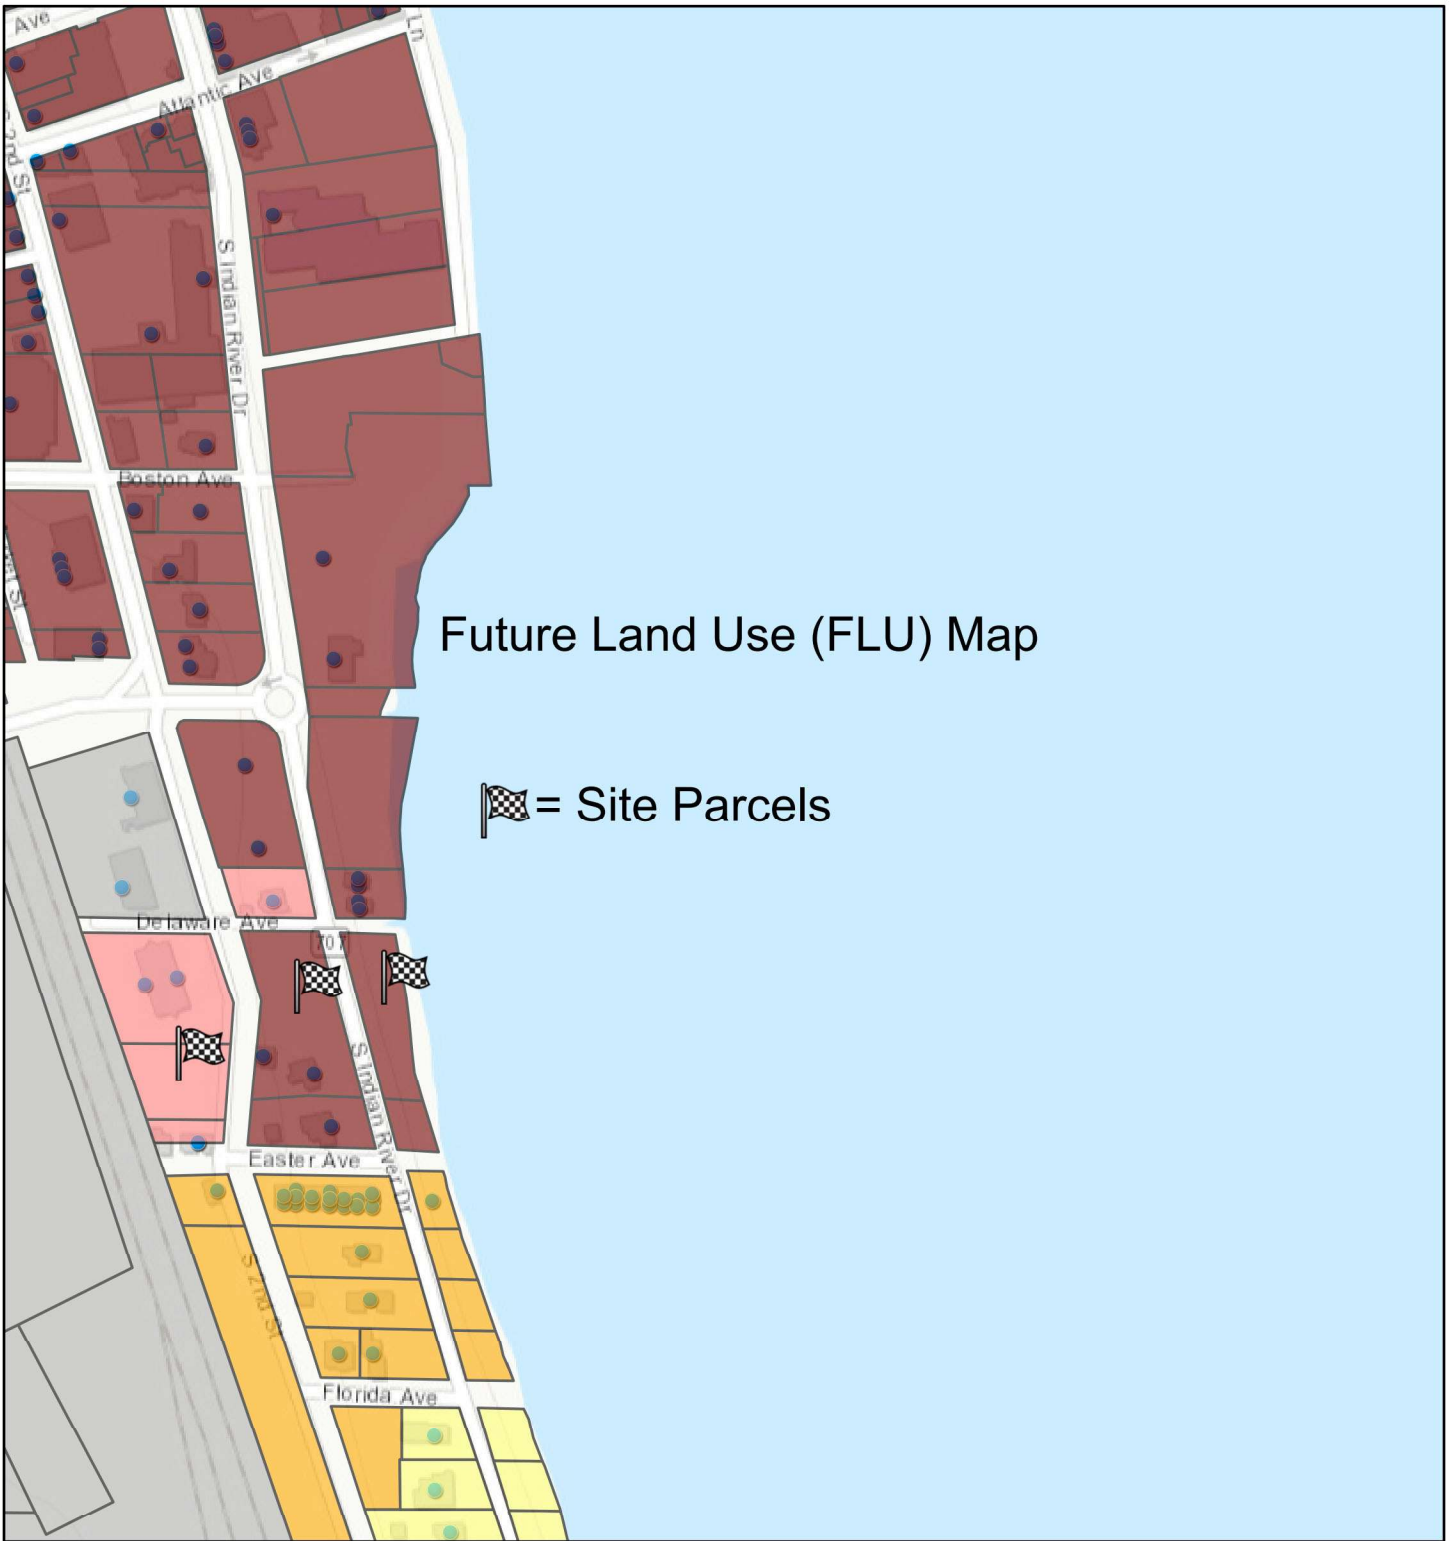 Ave
Ln
Atlantic Ave
2nd St
S Indian River Dr
Boston Ave
Future Land Use (FLU) Map
= Site Parcels
Delaware Ave
707
S Indian River Dr
Easter Ave
S 2nd St
Florida Ave